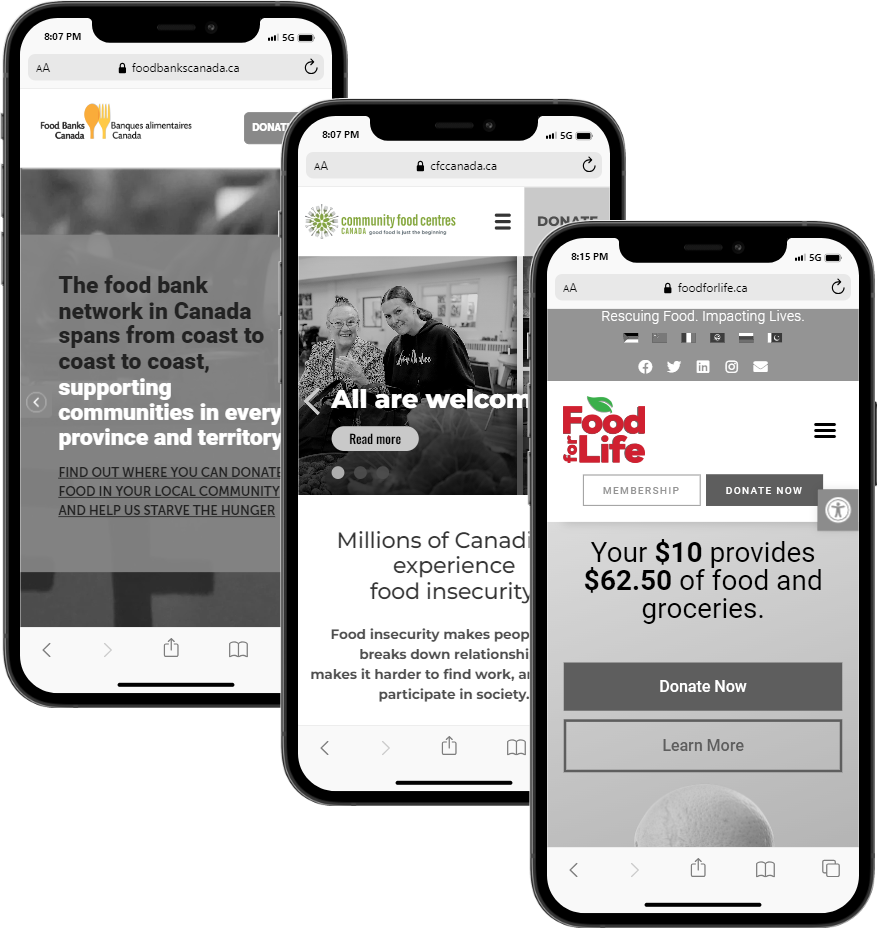 8:07 PM
5G
AA
foodbankscanada.ca
Food Banks
Canada
Banques alimentaires
Canada
The food bank
network in Canada
spans from coast to
coast to coast,
supporting
communities in every
province and territory
FIND OUT WHERE YOU CAN DONATE
FOOD IN YOUR LOCAL COMMUNITY
AND HELP US STARVE THE HUNGER
8:07 PM
5G
AA
cfccanada.ca
community food centres
CANADA good food is just the beginning
DONATE
All are welcom
Read more
Millions of Canadi
experience
food insecurity
Food insecurity makes peop
breaks down relationshi
makes it harder to find work, an
participate in society.
8:15 PM
5G
AA
foodforlife.ca
Rescuing Food. Impacting Lives.
Food
for Life
MEMBERSHIP
DONATE NOW
Your $10 provides
$62.50 of food and
groceries.
Donate Now
Learn More